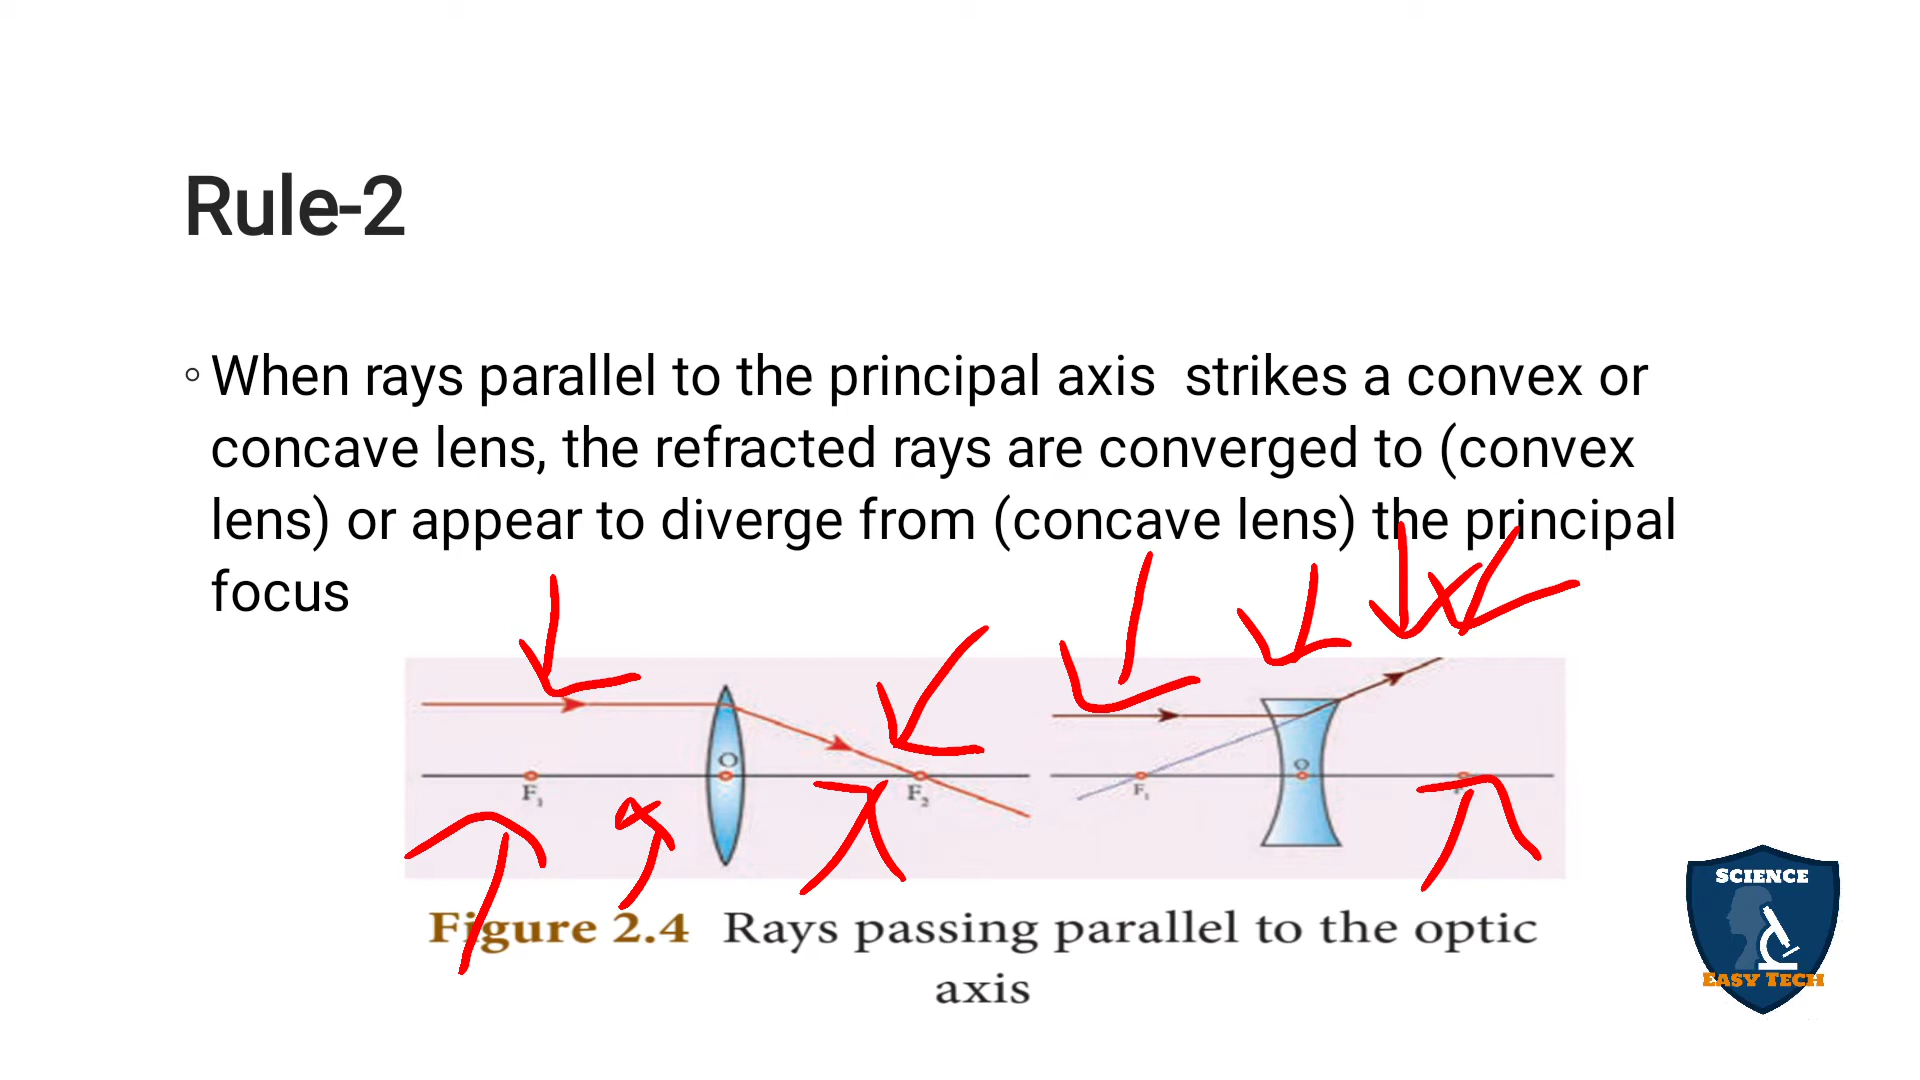 Rule-2
◦ When rays parallel to the principal axis  strikes a convex or
concave lens, the refracted rays are converged to (convex
lens) or appear to diverge from (concave lens) the principal
focus
O
F₁
F₂
O
F₁
Figure 2.4 Rays passing parallel to the optic
axis
SCIENCE
EASY TECH